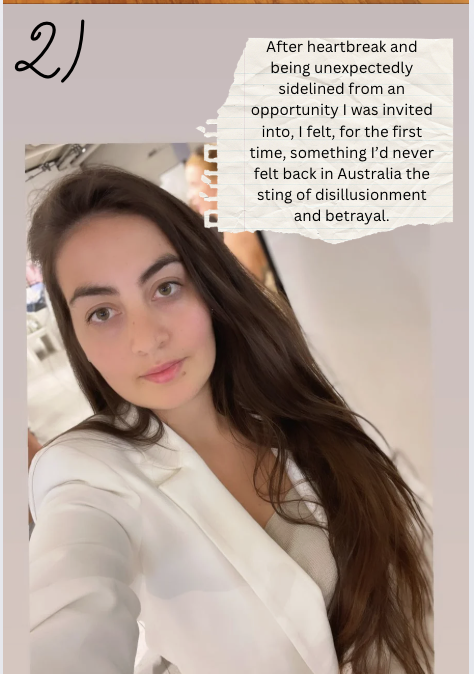 2)
After heartbreak and
being unexpectedly
sidelined from an
opportunity I was invited
into, I felt, for the first
time, something I’d never
felt back in Australia the
sting of disillusionment
and betrayal.